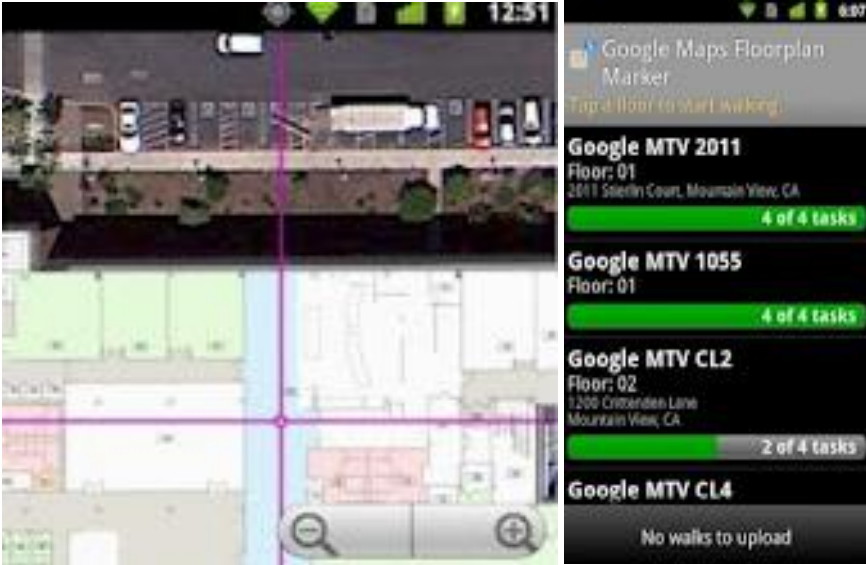 12:51
6:07
Google Maps Floorplan
Marker
Tap a floor to start walking.
Google MTV 2011
Floor: 01
2011 Stierlin Court, Mountain View, CA
4 of 4 tasks
Google MTV 1055
Floor: 01
4 of 4 tasks
Google MTV CL2
Floor: 02
1200 Crittenden Lane
Mountain View, CA
2 of 4 tasks
Google MTV CL4
No walks to upload